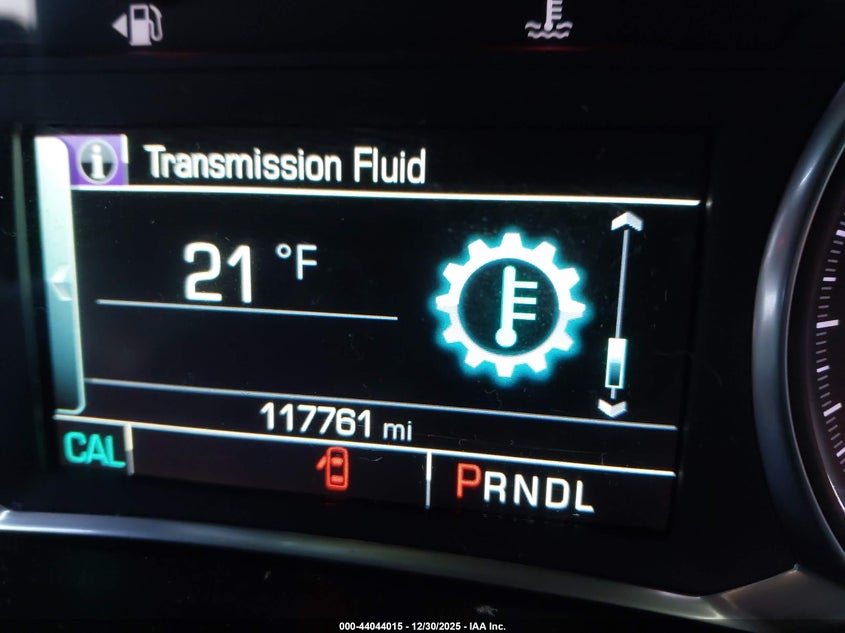 Transmission Fluid
21 °F
117761 mi
CAL
PRNDL
000-44044015 - 12/30/2025 - IAA Inc.